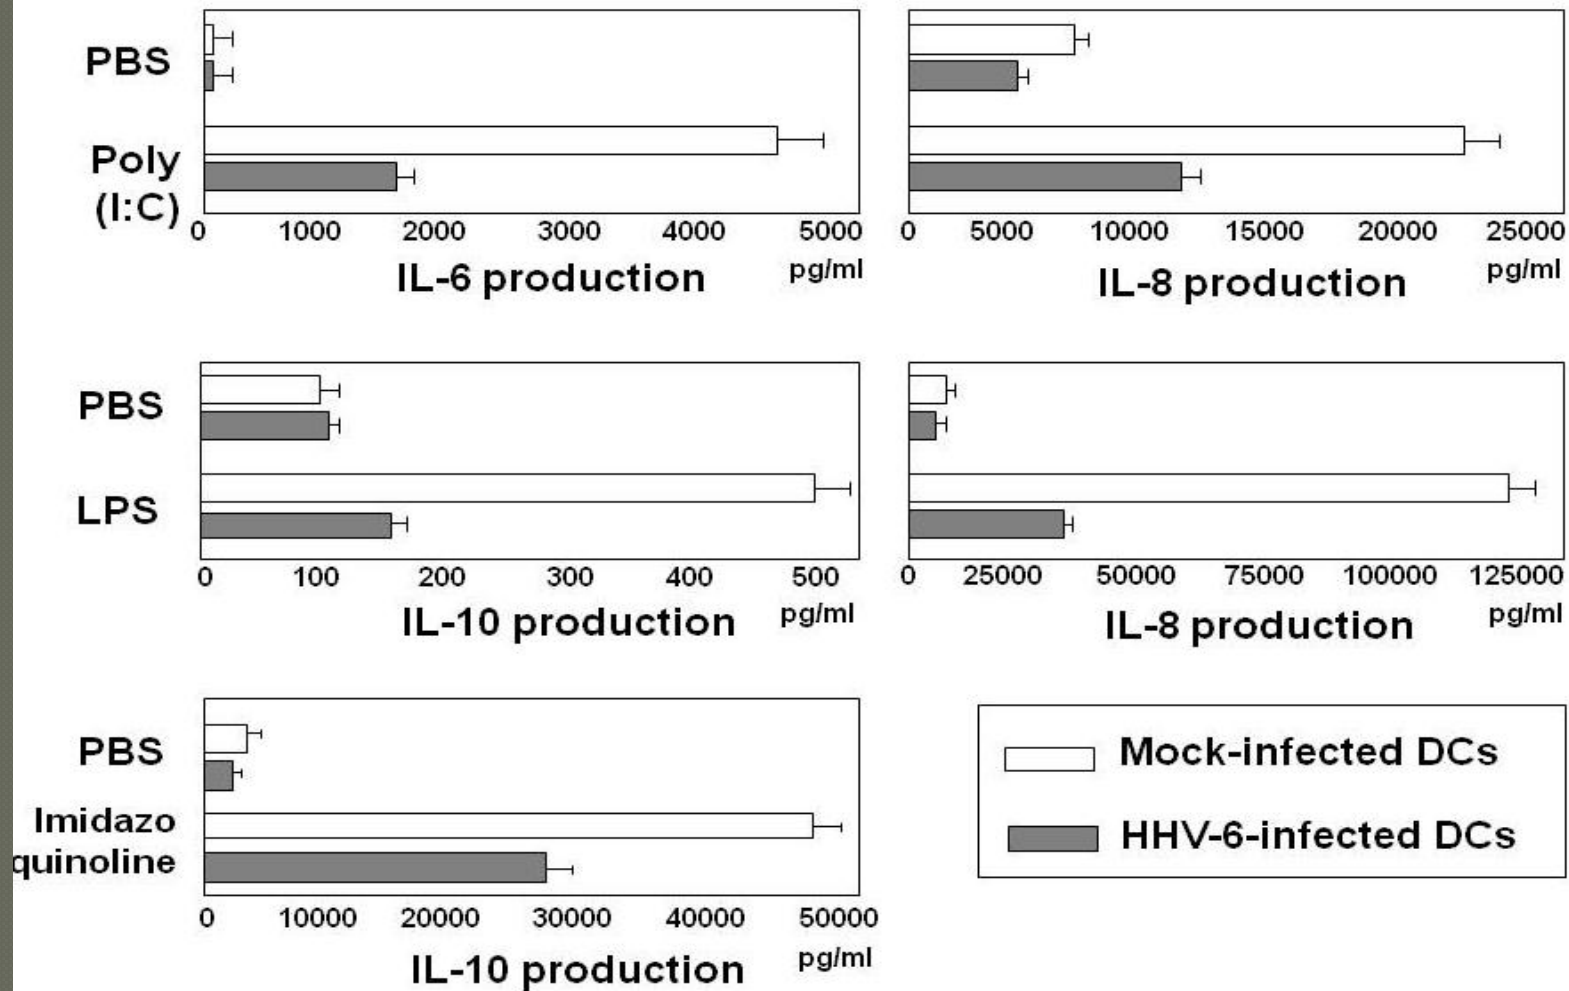 PBS
Poly
(I:C)
0 1000 2000 3000 4000 5000
pg/ml
IL-6 production
0 5000 10000 15000 20000 25000
pg/ml
IL-8 production
PBS
LPS
0 100 200 300 400 500
pg/ml
IL-10 production
0 25000 50000 75000 100000 125000
pg/ml
IL-8 production
PBS
Imidazo
quinoline
0 10000 20000 30000 40000 50000
pg/ml
IL-10 production
Mock-infected DCs
HHV-6-infected DCs